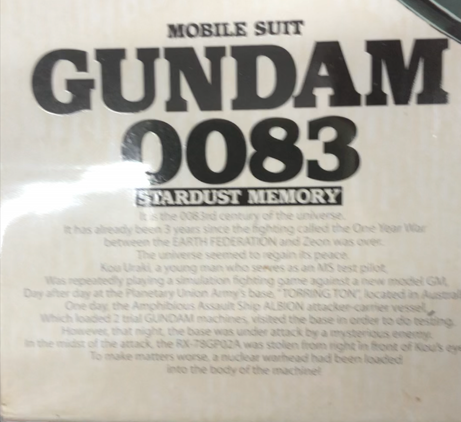 MOBILE SUIT
GUNDAM
0083
STARDUST MEMORY
It is the 0083rd century of the universe.
It has already been 3 years since the fighting called the One Year War
between the EARTH FEDERATION and Zeon was over.
The universe seemed to regain its peace.
Kou Uraki, a young man who serves as an MS test pilot,
Was repeatedly playing a simulation fighting game against a new model GM,
Day after day at the Planetary Union Army's base, "TORRINGTON", located in Austral
One day, the Amphibious Assault Ship ALBION attacker-carrier vessel,
Which loaded 2 trial GUNDAM machines, visited the base in order to do testing.
However, that night, the base was under attack by a mysterious enemy.
In the midst of the attack, the RX-78GP02A was stolen from right in front of Kou's eye
To make matters worse, a nuclear warhead had been loaded
into the body of the machine!